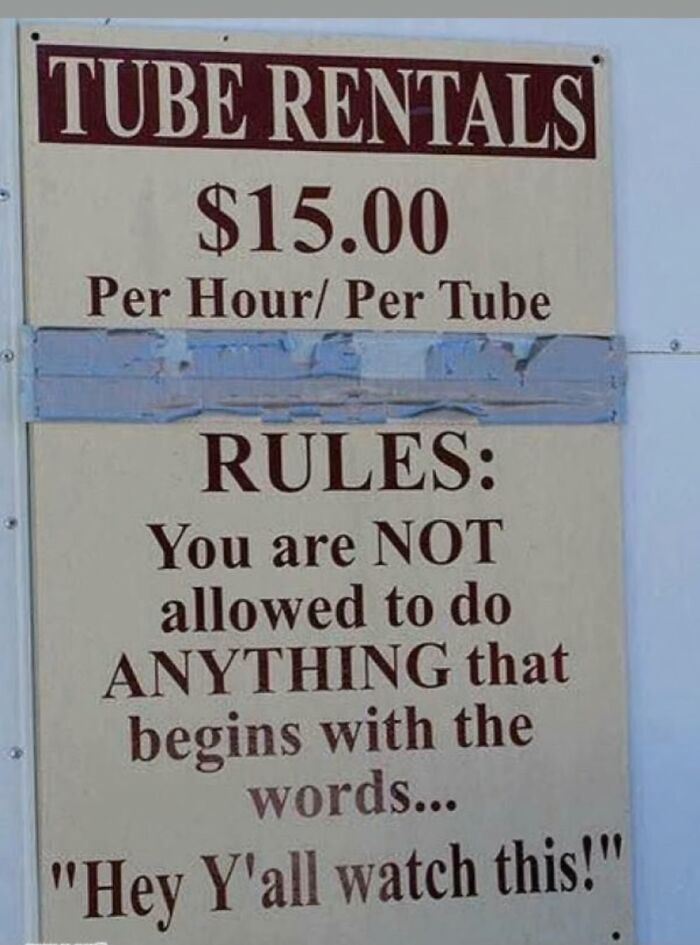 TUBE RENTALS
$15.00
Per Hour/ Per Tube
RULES:
You are NOT
allowed to do
ANYTHING that
begins with the
words...
"Hey Y'all watch this!"